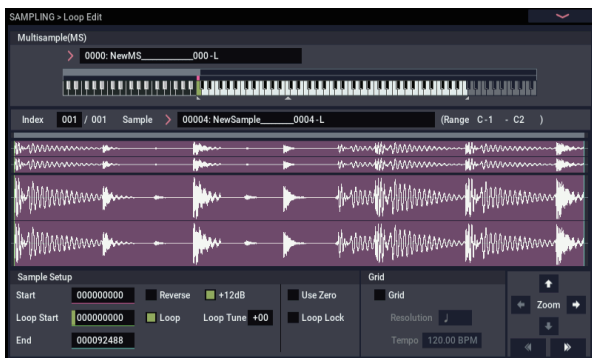 SAMPLING > Loop Edit
Multisample(MS)
0000: NewMS__________000-L
Index 001 / 001 Sample 00004: NewSample______0004-L (Range C-1 - C2 )
Sample Setup Grid
Start 000000000 Reverse +12dB Use Zero Grid
Loop Start 000000000 Loop Loop Tune +00 Loop Lock Resolution ♩ Zoom
End 000092488 Tempo 120.00 BPM